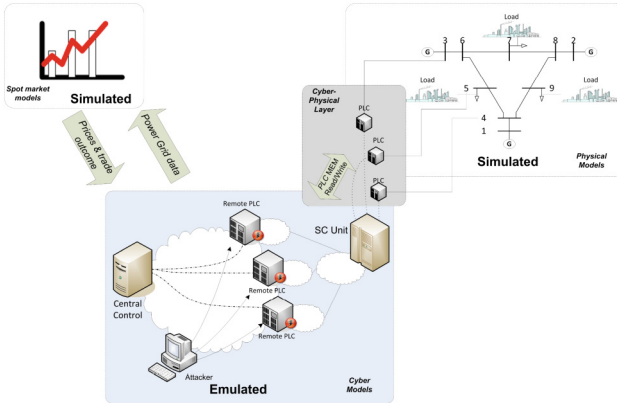 Spot market
models
Simulated
Prices & trade
outcome
Power Grid data
Load
3
6
7
8
2
G
G
Load
Load
5
9
4
1
G
Simulated
Physical
Models
Cyber-
Physical
Layer
PLC
PLC
PLC
PLC MEM
Read/Write
SC Unit
Remote PLC
Remote PLC
Remote PLC
Central
Control
Attacker
Emulated
Cyber
Models